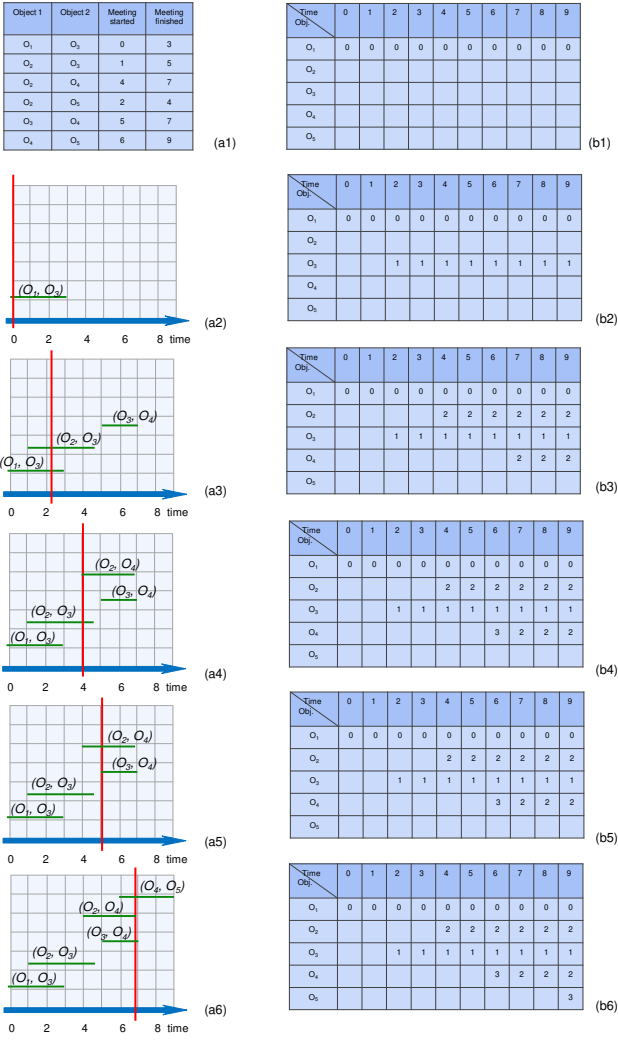 Object 1 Object 2 Meeting started Meeting finished
O₁ O₃ 0 3
O₂ O₃ 1 5
O₂ O₄ 4 7
O₂ O₅ 2 4
O₃ O₄ 5 7
O₄ O₅ 6 9
(a1)
Time Obj. 0 1 2 3 4 5 6 7 8 9
O₁ 0 0 0 0 0 0 0 0 0 0
O₂
O₃
O₄
O₅
(b1)
(O₁, O₃)
0 2 4 6 8 time
(a2)
Time Obj. 0 1 2 3 4 5 6 7 8 9
O₁ 0 0 0 0 0 0 0 0 0 0
O₂
O₃ 1 1 1 1 1 1 1 1
O₄
O₅
(b2)
(O₃, O₄)
(O₂, O₃)
(O₁, O₃)
0 2 4 6 8 time
(a3)
Time Obj. 0 1 2 3 4 5 6 7 8 9
O₁ 0 0 0 0 0 0 0 0 0 0
O₂ 2 2 2 2 2 2
O₃ 1 1 1 1 1 1 1 1
O₄ 2 2 2
O₅
(b3)
(O₂, O₄)
(O₃, O₄)
(O₂, O₃)
(O₁, O₃)
0 2 4 6 8 time
(a4)
Time Obj. 0 1 2 3 4 5 6 7 8 9
O₁ 0 0 0 0 0 0 0 0 0 0
O₂ 2 2 2 2 2 2
O₃ 1 1 1 1 1 1 1 1
O₄ 3 2 2 2
O₅
(b4)
(O₂, O₄)
(O₃, O₄)
(O₂, O₃)
(O₁, O₃)
0 2 4 6 8 time
(a5)
Time Obj. 0 1 2 3 4 5 6 7 8 9
O₁ 0 0 0 0 0 0 0 0 0 0
O₂ 2 2 2 2 2 2
O₃ 1 1 1 1 1 1 1 1
O₄ 3 2 2 2
O₅
(b5)
(O₄, O₅)
(O₂, O₄)
(O₃, O₄)
(O₂, O₃)
(O₁, O₃)
0 2 4 6 8 time
(a6)
Time Obj. 0 1 2 3 4 5 6 7 8 9
O₁ 0 0 0 0 0 0 0 0 0 0
O₂ 2 2 2 2 2 2
O₃ 1 1 1 1 1 1 1 1
O₄ 3 2 2 2
O₅ 3
(b6)